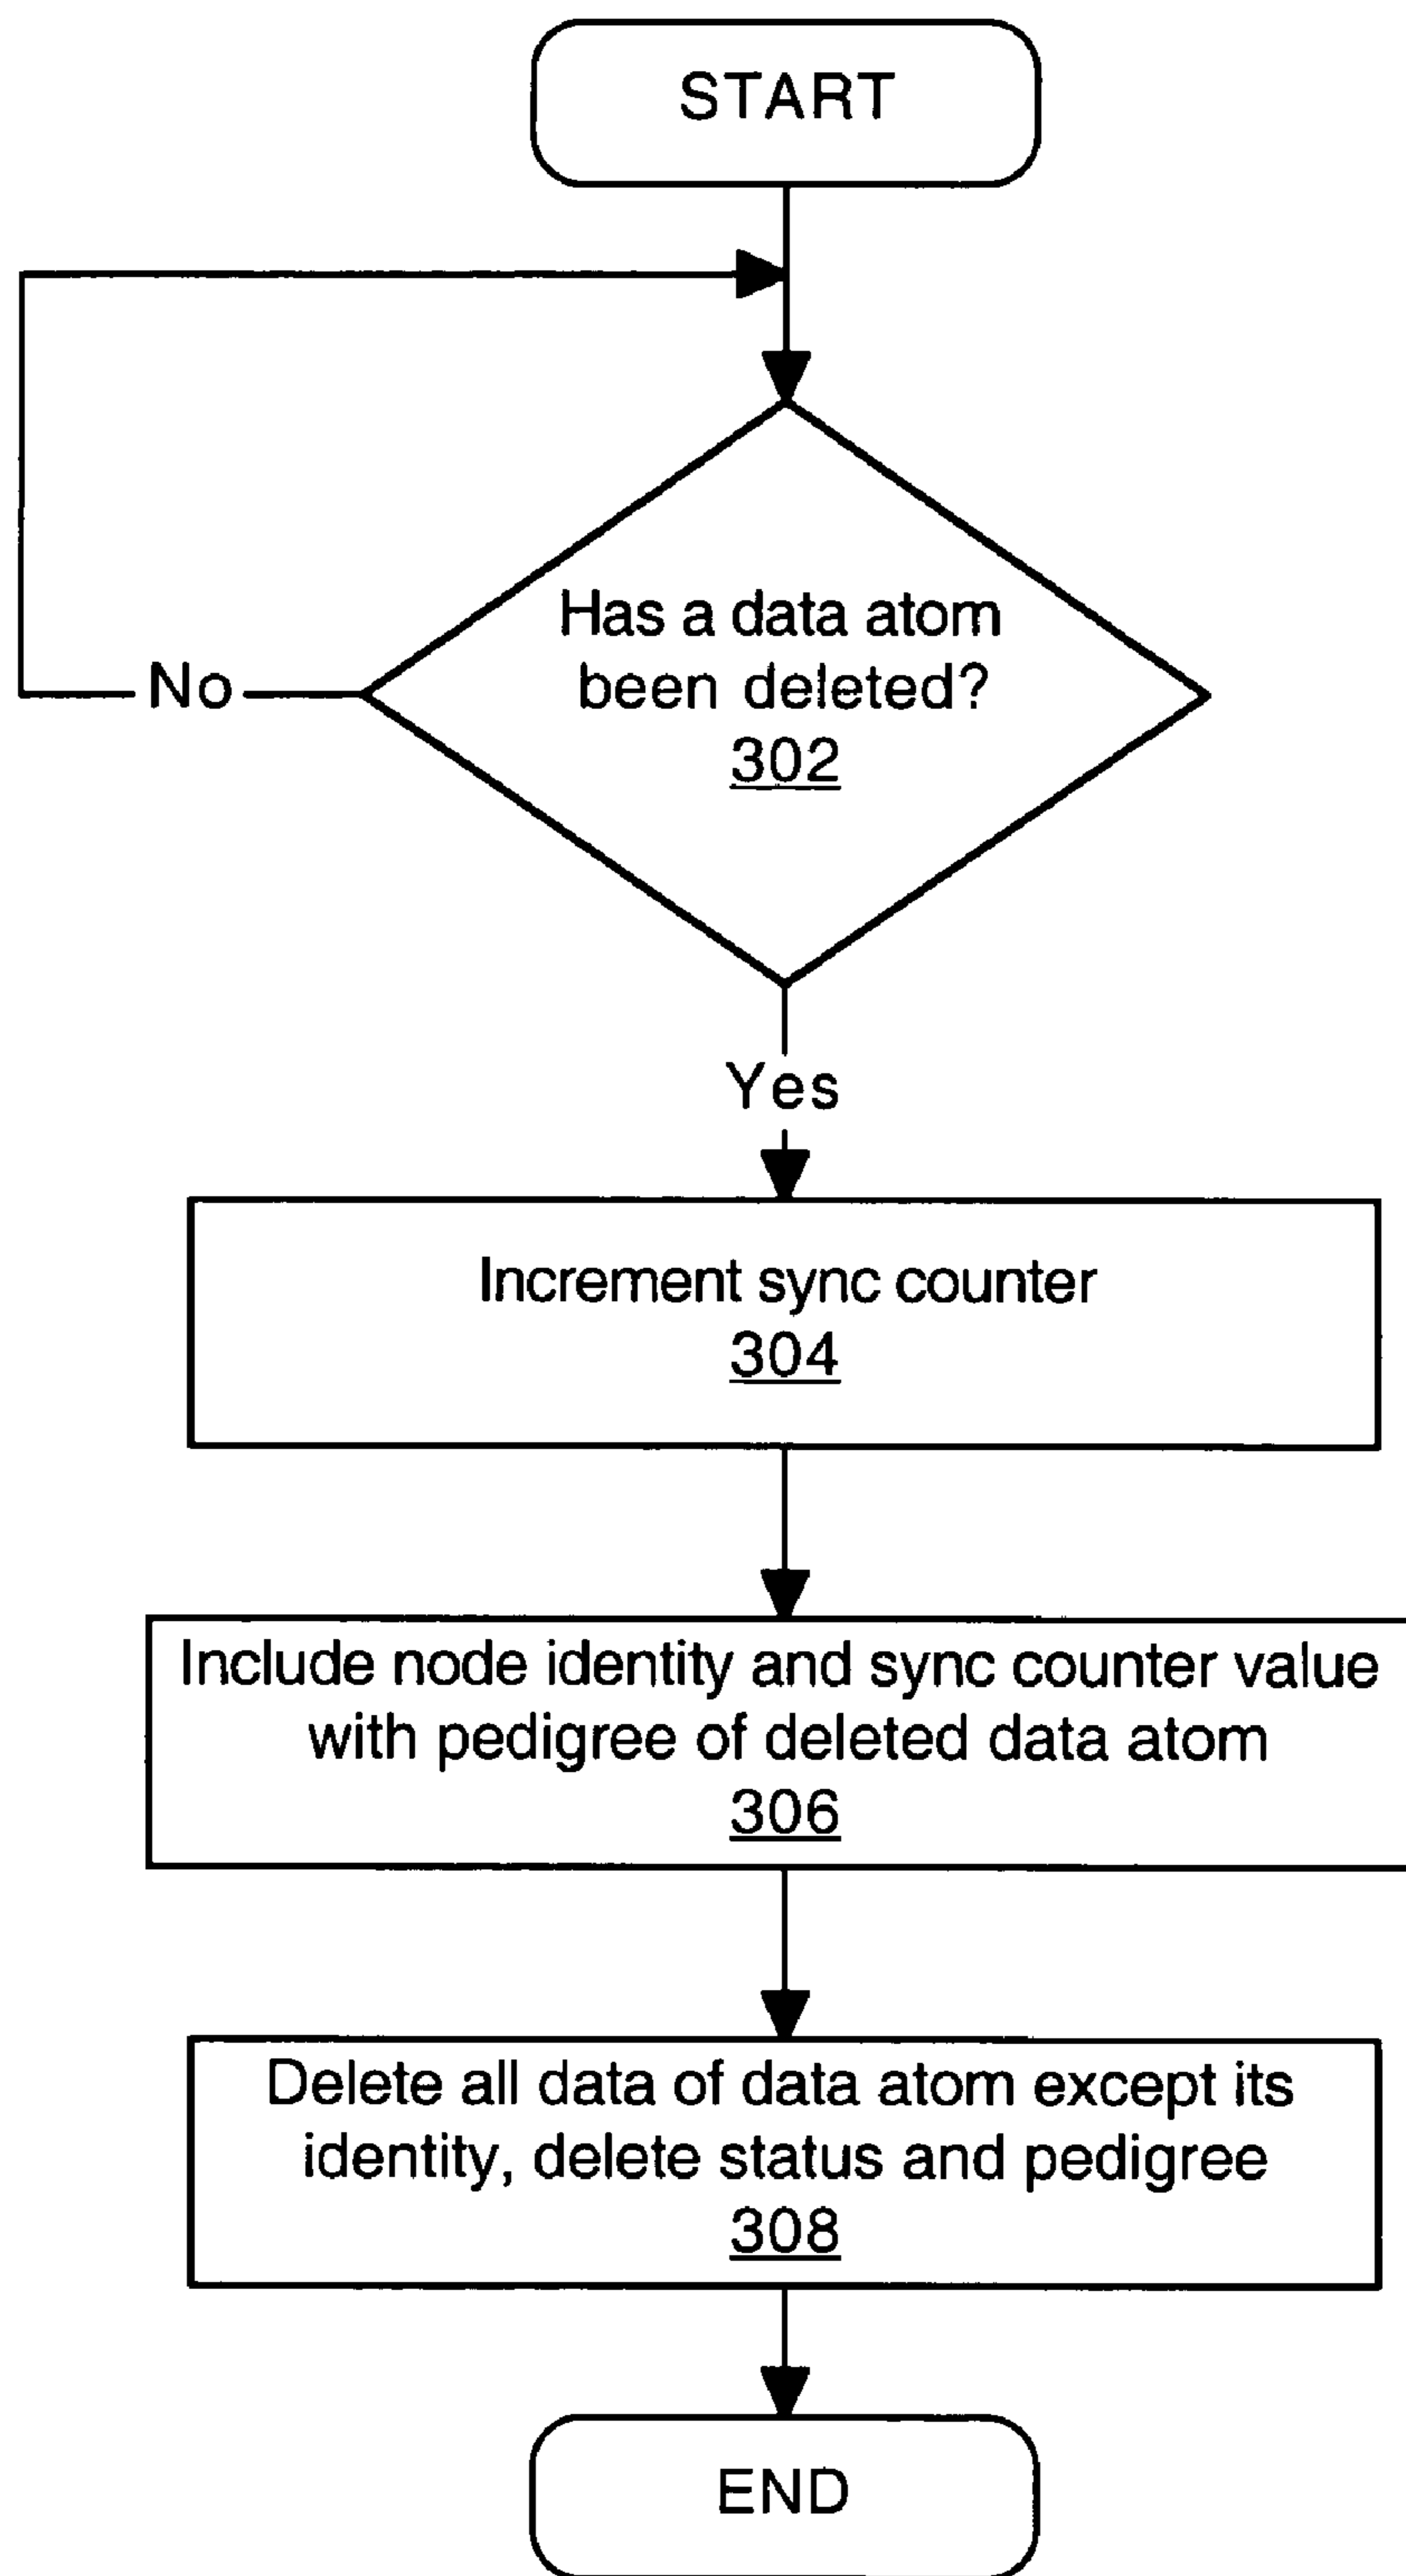 START
Has a data atom
been deleted?
302
No
Yes
Increment sync counter
304
Include node identity and sync counter value
with pedigree of deleted data atom
306
Delete all data of data atom except its
identity, delete status and pedigree
308
END